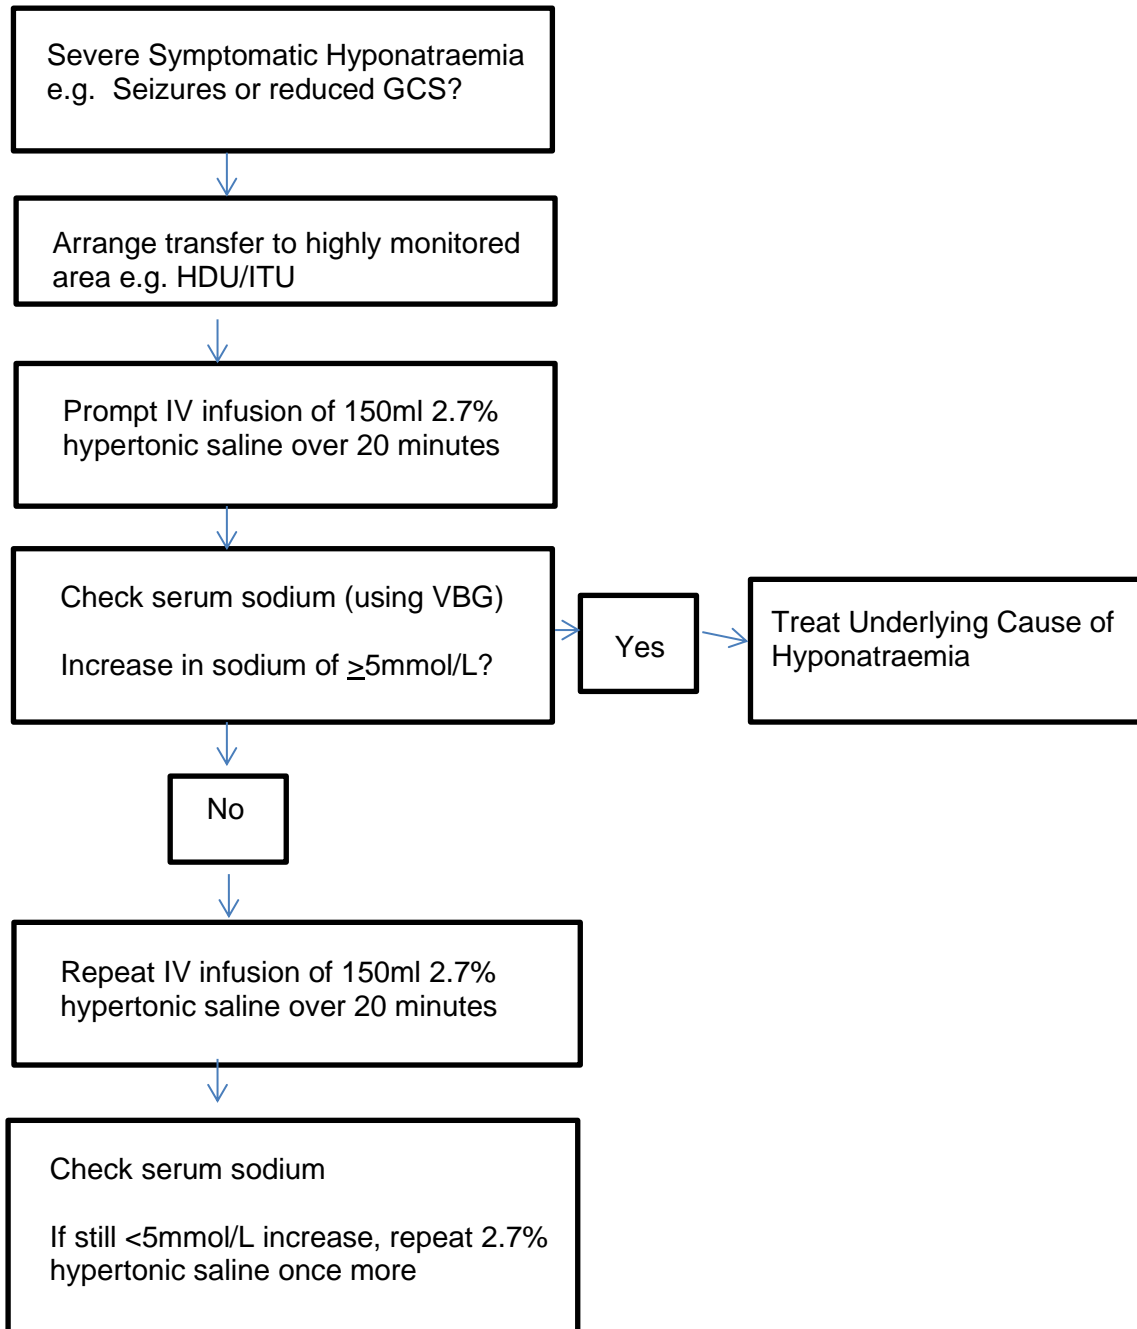 Severe Symptomatic Hyponatraemia
e.g.  Seizures or reduced GCS?
Arrange transfer to highly monitored
area e.g. HDU/ITU
Prompt IV infusion of 150ml 2.7%
hypertonic saline over 20 minutes
Check serum sodium (using VBG)
Increase in sodium of ≥5mmol/L?
Yes
Treat Underlying Cause of
Hyponatraemia
No
Repeat IV infusion of 150ml 2.7%
hypertonic saline over 20 minutes
Check serum sodium
If still <5mmol/L increase, repeat 2.7%
hypertonic saline once more